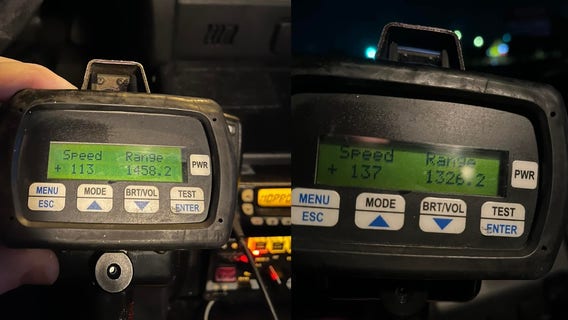 Speed Range
+ 113 1458.2
PWR
MENU
ESC
MODE
BRT/VOL
TEST
ENTER
Speed Range
+ 137 1326.2
PWR
MENU
ESC
MODE
BRT/VOL
TEST
ENTER